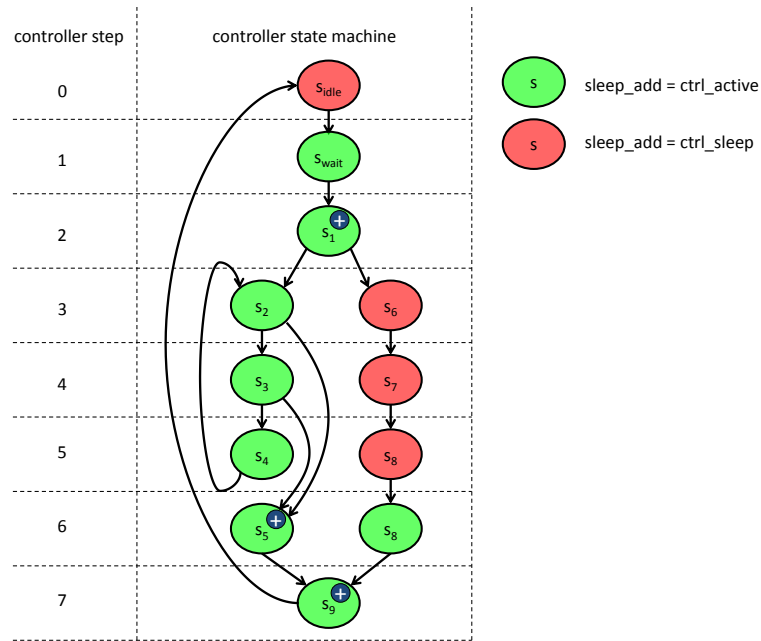 controller step controller state machine
0 s_idle s sleep_add = ctrl_active
1 s_wait s sleep_add = ctrl_sleep
2 + s_1
3 s_2 s_6
4 s_3 s_7
5 s_4 s_8
6 + s_5 s_8
7 + s_9